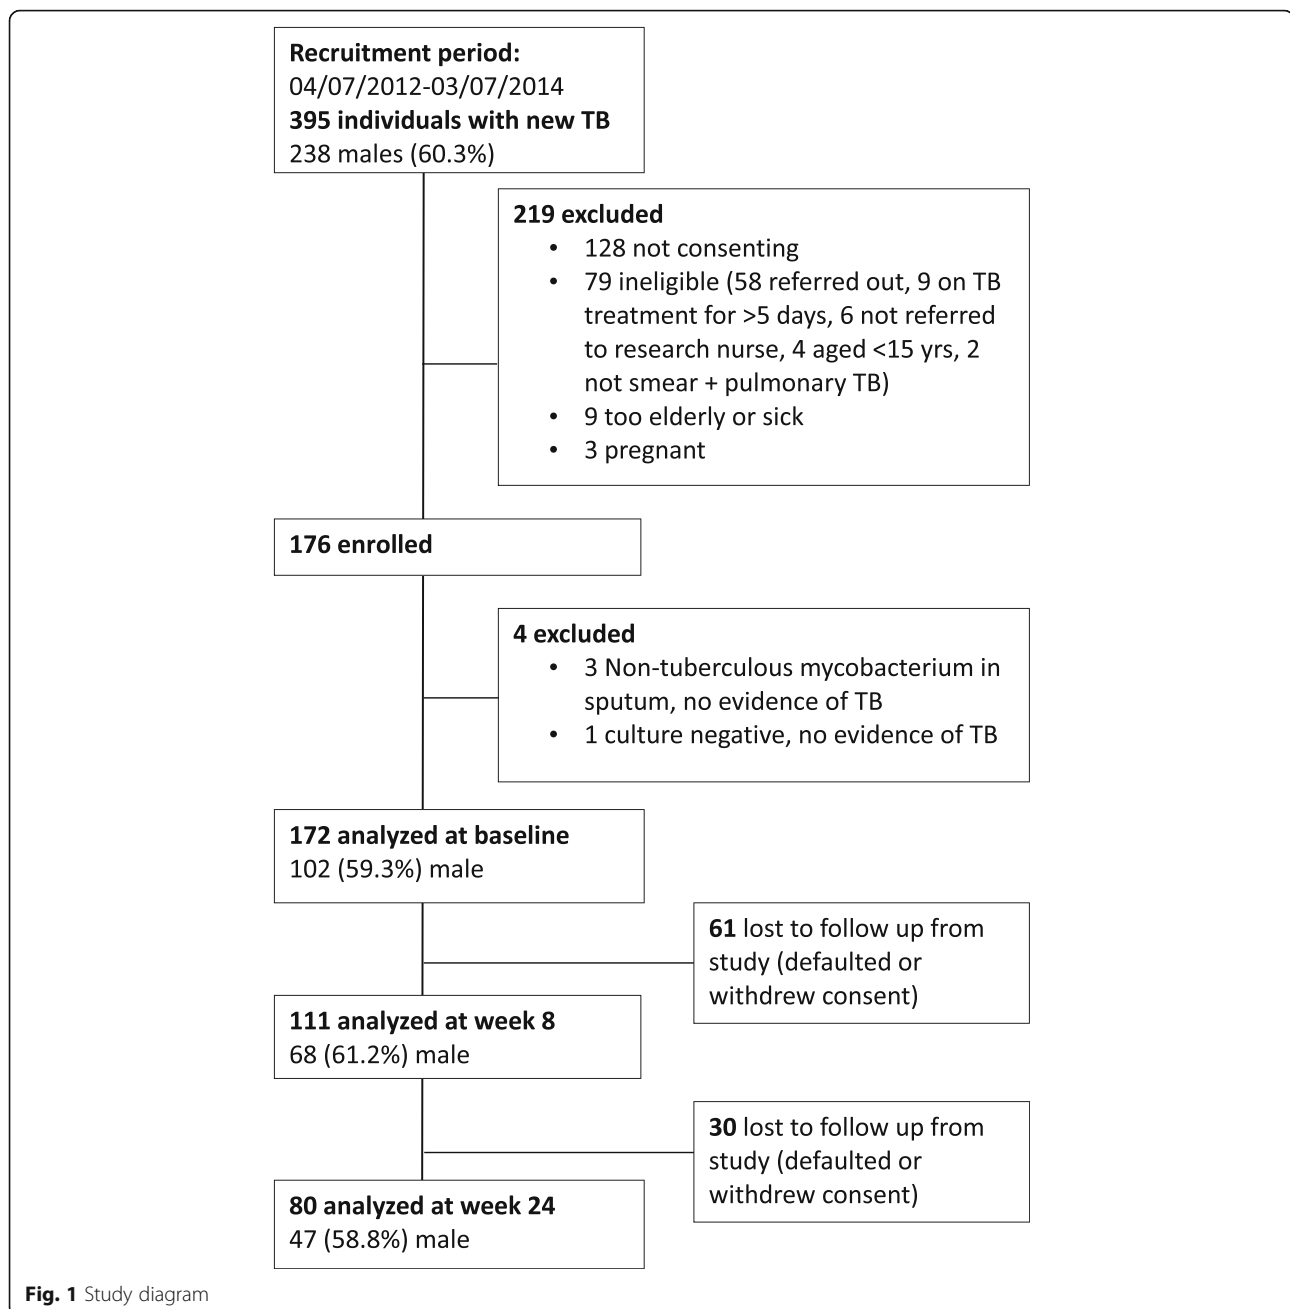 Recruitment period:
04/07/2012-03/07/2014
395 individuals with new TB
238 males (60.3%)
219 excluded
• 128 not consenting
• 79 ineligible (58 referred out, 9 on TB
treatment for >5 days, 6 not referred
to research nurse, 4 aged <15 yrs, 2
not smear + pulmonary TB)
• 9 too elderly or sick
• 3 pregnant
176 enrolled
4 excluded
• 3 Non-tuberculous mycobacterium in
sputum, no evidence of TB
• 1 culture negative, no evidence of TB
172 analyzed at baseline
102 (59.3%) male
61 lost to follow up from
study (defaulted or
withdrew consent)
111 analyzed at week 8
68 (61.2%) male
30 lost to follow up from
study (defaulted or
withdrew consent)
80 analyzed at week 24
47 (58.8%) male
Fig. 1 Study diagram